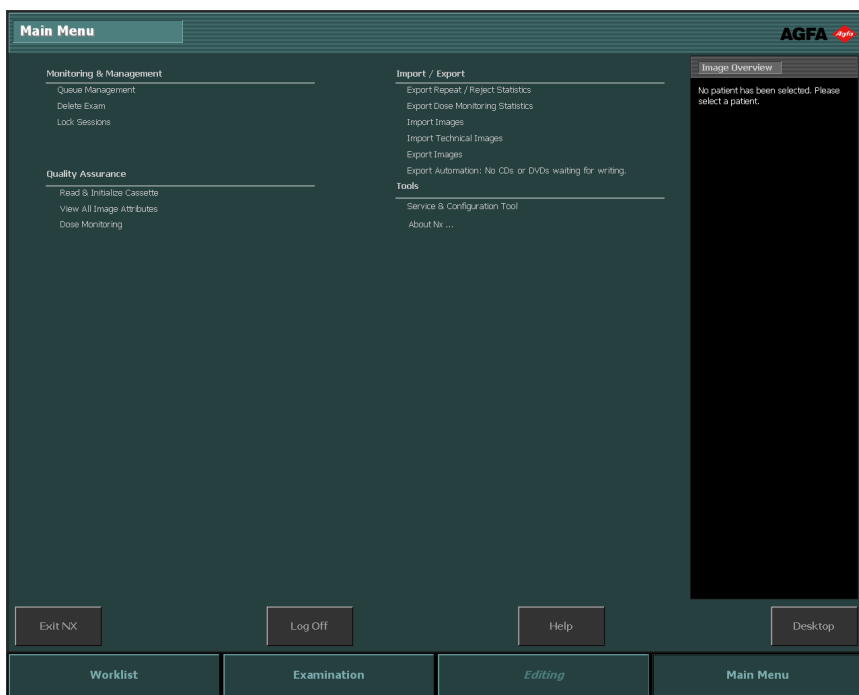 Main Menu
AGFA
Agfa
Monitoring & Management
Queue Management
Delete Exam
Lock Sessions
Quality Assurance
Read & Initialize Cassette
View All Image Attributes
Dose Monitoring
Import / Export
Export Repeat / Reject Statistics
Export Dose Monitoring Statistics
Import Images
Import Technical Images
Export Images
Export Automation: No CDs or DVDs waiting for writing.
Tools
Service & Configuration Tool
About Nx ...
Image Overview
No patient has been selected. Please
select a patient.
Exit NX
Log Off
Help
Desktop
Worklist
Examination
Editing
Main Menu